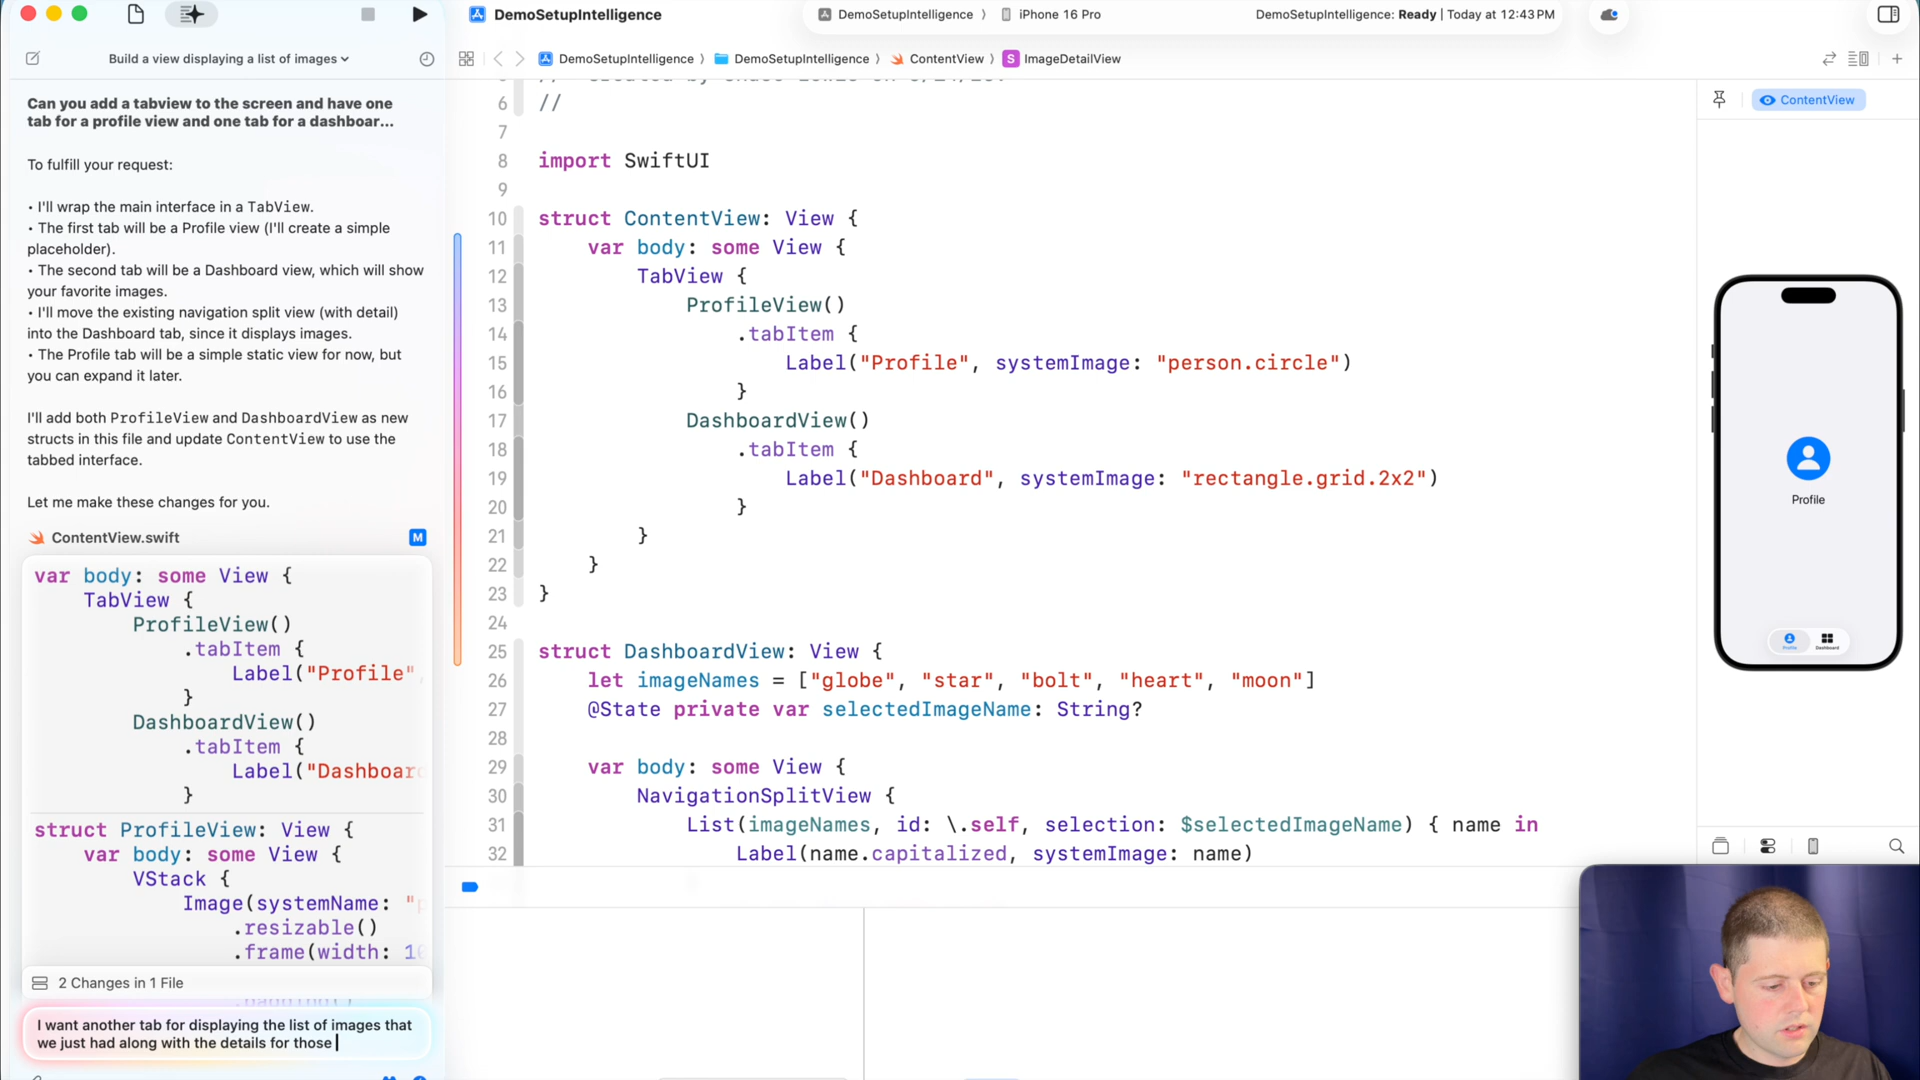 DemoSetupIntelligence
DemoSetupIntelligence 〉 iPhone 16 Pro
DemoSetupIntelligence: Ready | Today at 12:43 PM
Build a view displaying a list of images
DemoSetupIntelligence 〉 DemoSetupIntelligence 〉 ContentView 〉 S ImageDetailView
Can you add a tabview to the screen and have one
tab for a profile view and one tab for a dashboar...
To fulfill your request:
• I'll wrap the main interface in a TabView.
• The first tab will be a Profile view (I'll create a simple
placeholder).
• The second tab will be a Dashboard view, which will show
your favorite images.
• I'll move the existing navigation split view (with detail)
into the Dashboard tab, since it displays images.
• The Profile tab will be a simple static view for now, but
you can expand it later.
I'll add both ProfileView and DashboardView as new
structs in this file and update ContentView to use the
tabbed interface.
Let me make these changes for you.
ContentView.swift M
var body: some View {
TabView {
ProfileView()
.tabItem {
Label("Profile"
}
DashboardView()
.tabItem {
Label("Dashboard
}
struct ProfileView: View {
var body: some View {
VStack {
Image(systemName: "p
.resizable()
.frame(width: 10
2 Changes in 1 File
.padding()
I want another tab for displaying the list of images that
we just had along with the details for those
6 //
7
8 import SwiftUI
9
10 struct ContentView: View {
11 var body: some View {
12 TabView {
13 ProfileView()
14 .tabItem {
15 Label("Profile", systemImage: "person.circle")
16 }
17 DashboardView()
18 .tabItem {
19 Label("Dashboard", systemImage: "rectangle.grid.2x2")
20 }
21 }
22 }
23 }
24
25 struct DashboardView: View {
26 let imageNames = ["globe", "star", "bolt", "heart", "moon"]
27 @State private var selectedImageName: String?
28
29 var body: some View {
30 NavigationSplitView {
31 List(imageNames, id: \.self, selection: $selectedImageName) { name in
32 Label(name.capitalized, systemImage: name)
ContentView
Profile
Profile Dashboard